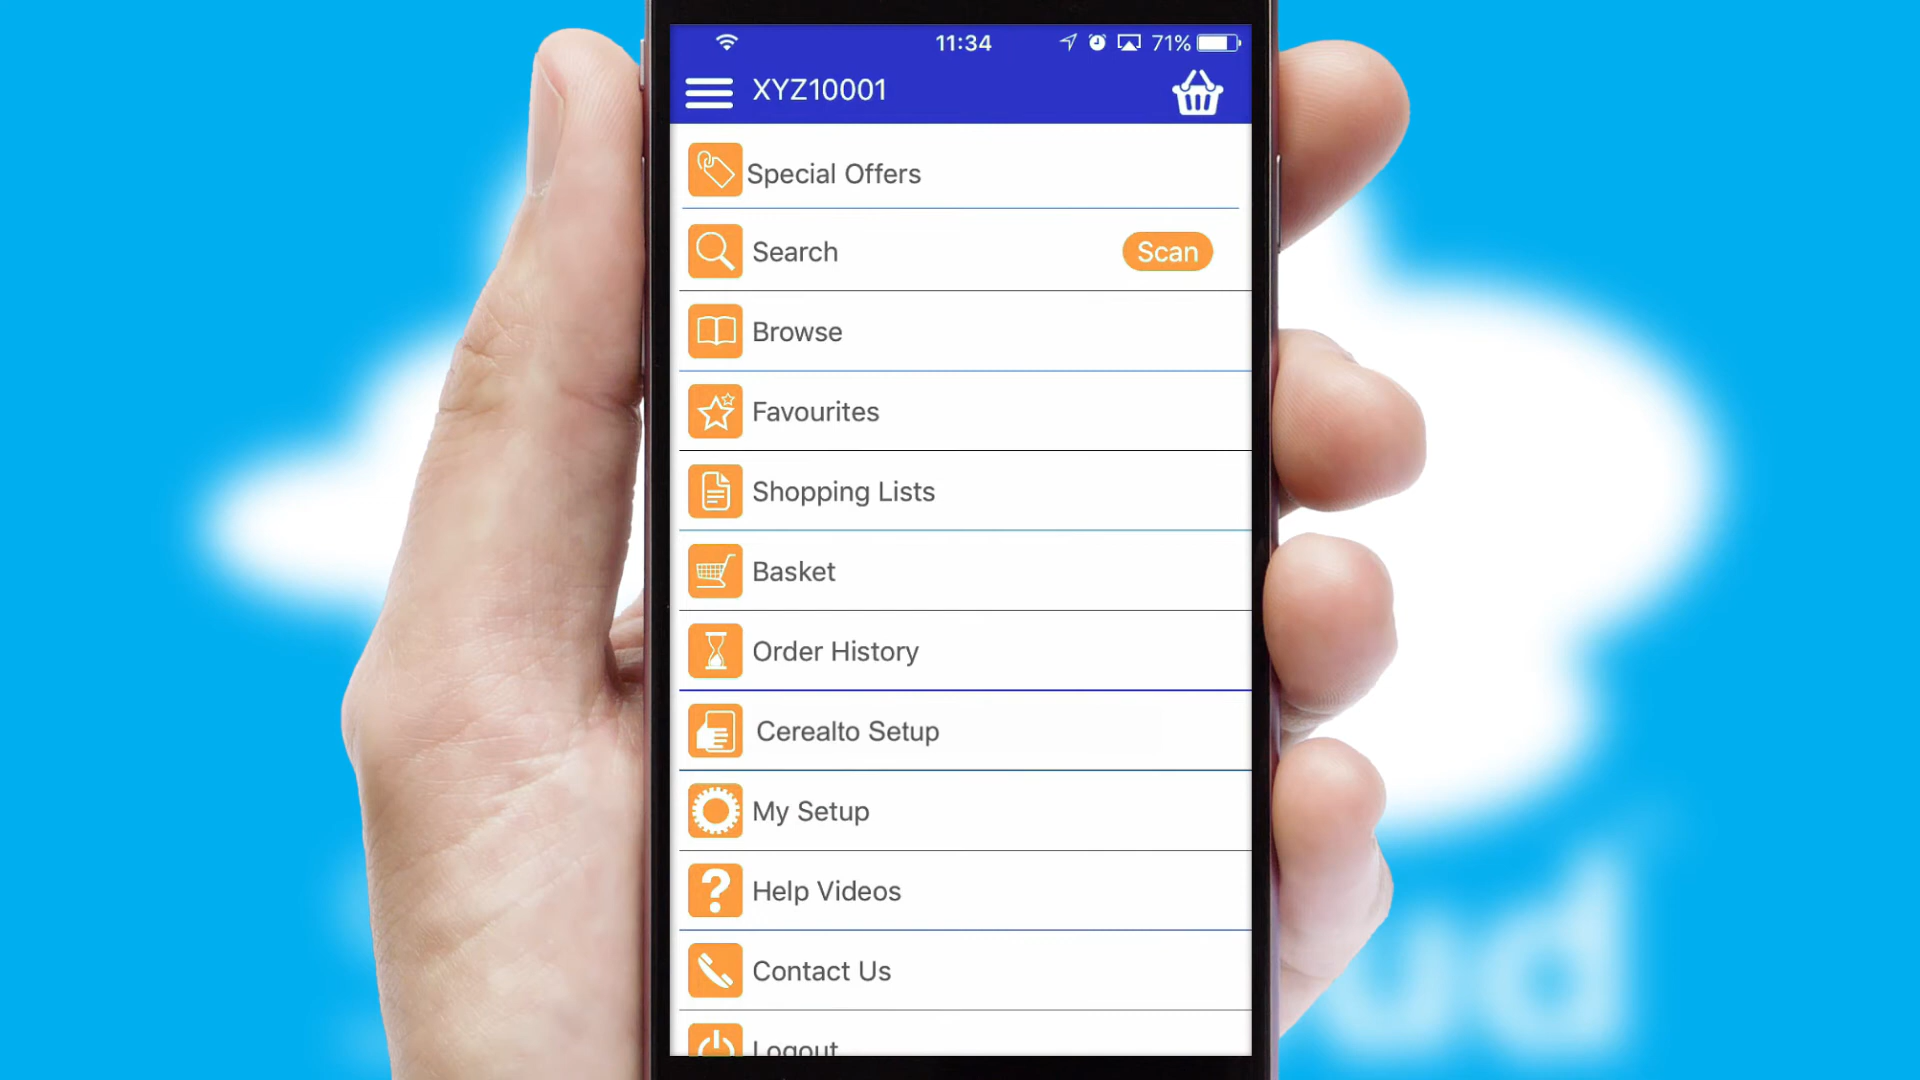 11:34
71%
XYZ10001
Special Offers
Search
Scan
Browse
Favourites
Shopping Lists
Basket
Order History
Cerealto Setup
My Setup
Help Videos
Contact Us
Logout